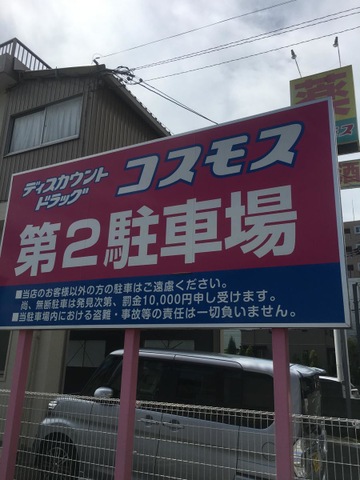 ディスカウント
ドラッグ
コスモス
第2駐車場
■当店のお客様以外の方の駐車はご遠慮ください。
尚、無断駐車は発見次第、罰金10,000円申し受けます。
■当駐車場内における盗難・事故等の責任は一切負いません。
薬
酒